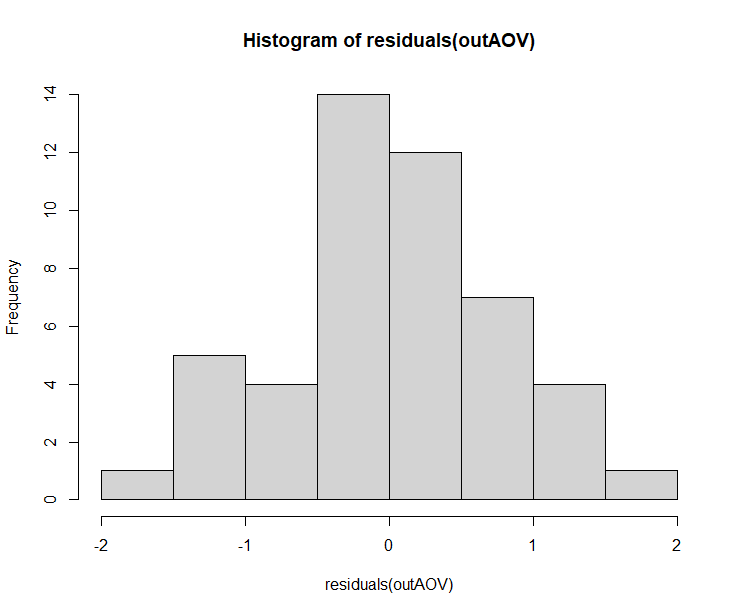 Histogram of residuals(outAOV)
14
12
10
8
6
4
2
0
Frequency
-2 -1 0 1 2
residuals(outAOV)